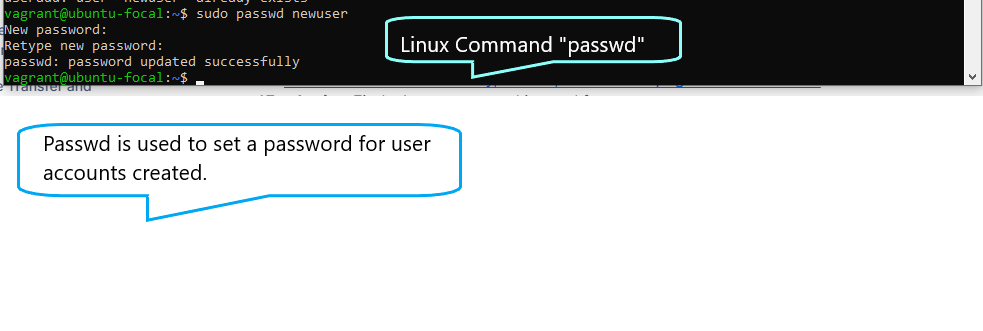 useradd: user 'newuser' already exists
vagrant@ubuntu-focal:~$ sudo passwd newuser
New password:
Retype new password:
passwd: password updated successfully
vagrant@ubuntu-focal:~$
Linux Command "passwd"
e Transfer and
Passwd is used to set a password for user
accounts created.